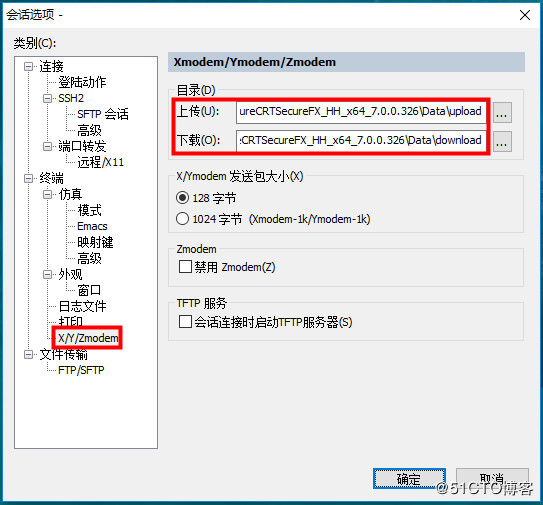 会话选项 -
类别(C):
连接
登陆动作
SSH2
SFTP 会话
高级
端口转发
远程/X11
终端
仿真
模式
Emacs
映射键
高级
外观
窗口
日志文件
打印
X/Y/Zmodem
文件传输
FTP/SFTP
Xmodem/Ymodem/Zmodem
目录(D)
上传(U): ureCRTSecureFX_HH_x64_7.0.0.326\Data\upload ...
下载(O): :CRTSecureFX_HH_x64_7.0.0.326\Data\download ...
X/Ymodem 发送包大小(X)
128 字节
1024 字节 (Xmodem-1k/Ymodem-1k)
Zmodem
禁用 Zmodem(Z)
TFTP 服务
会话连接时启动TFTP服务器(S)
确定 取消
@51CTO博客